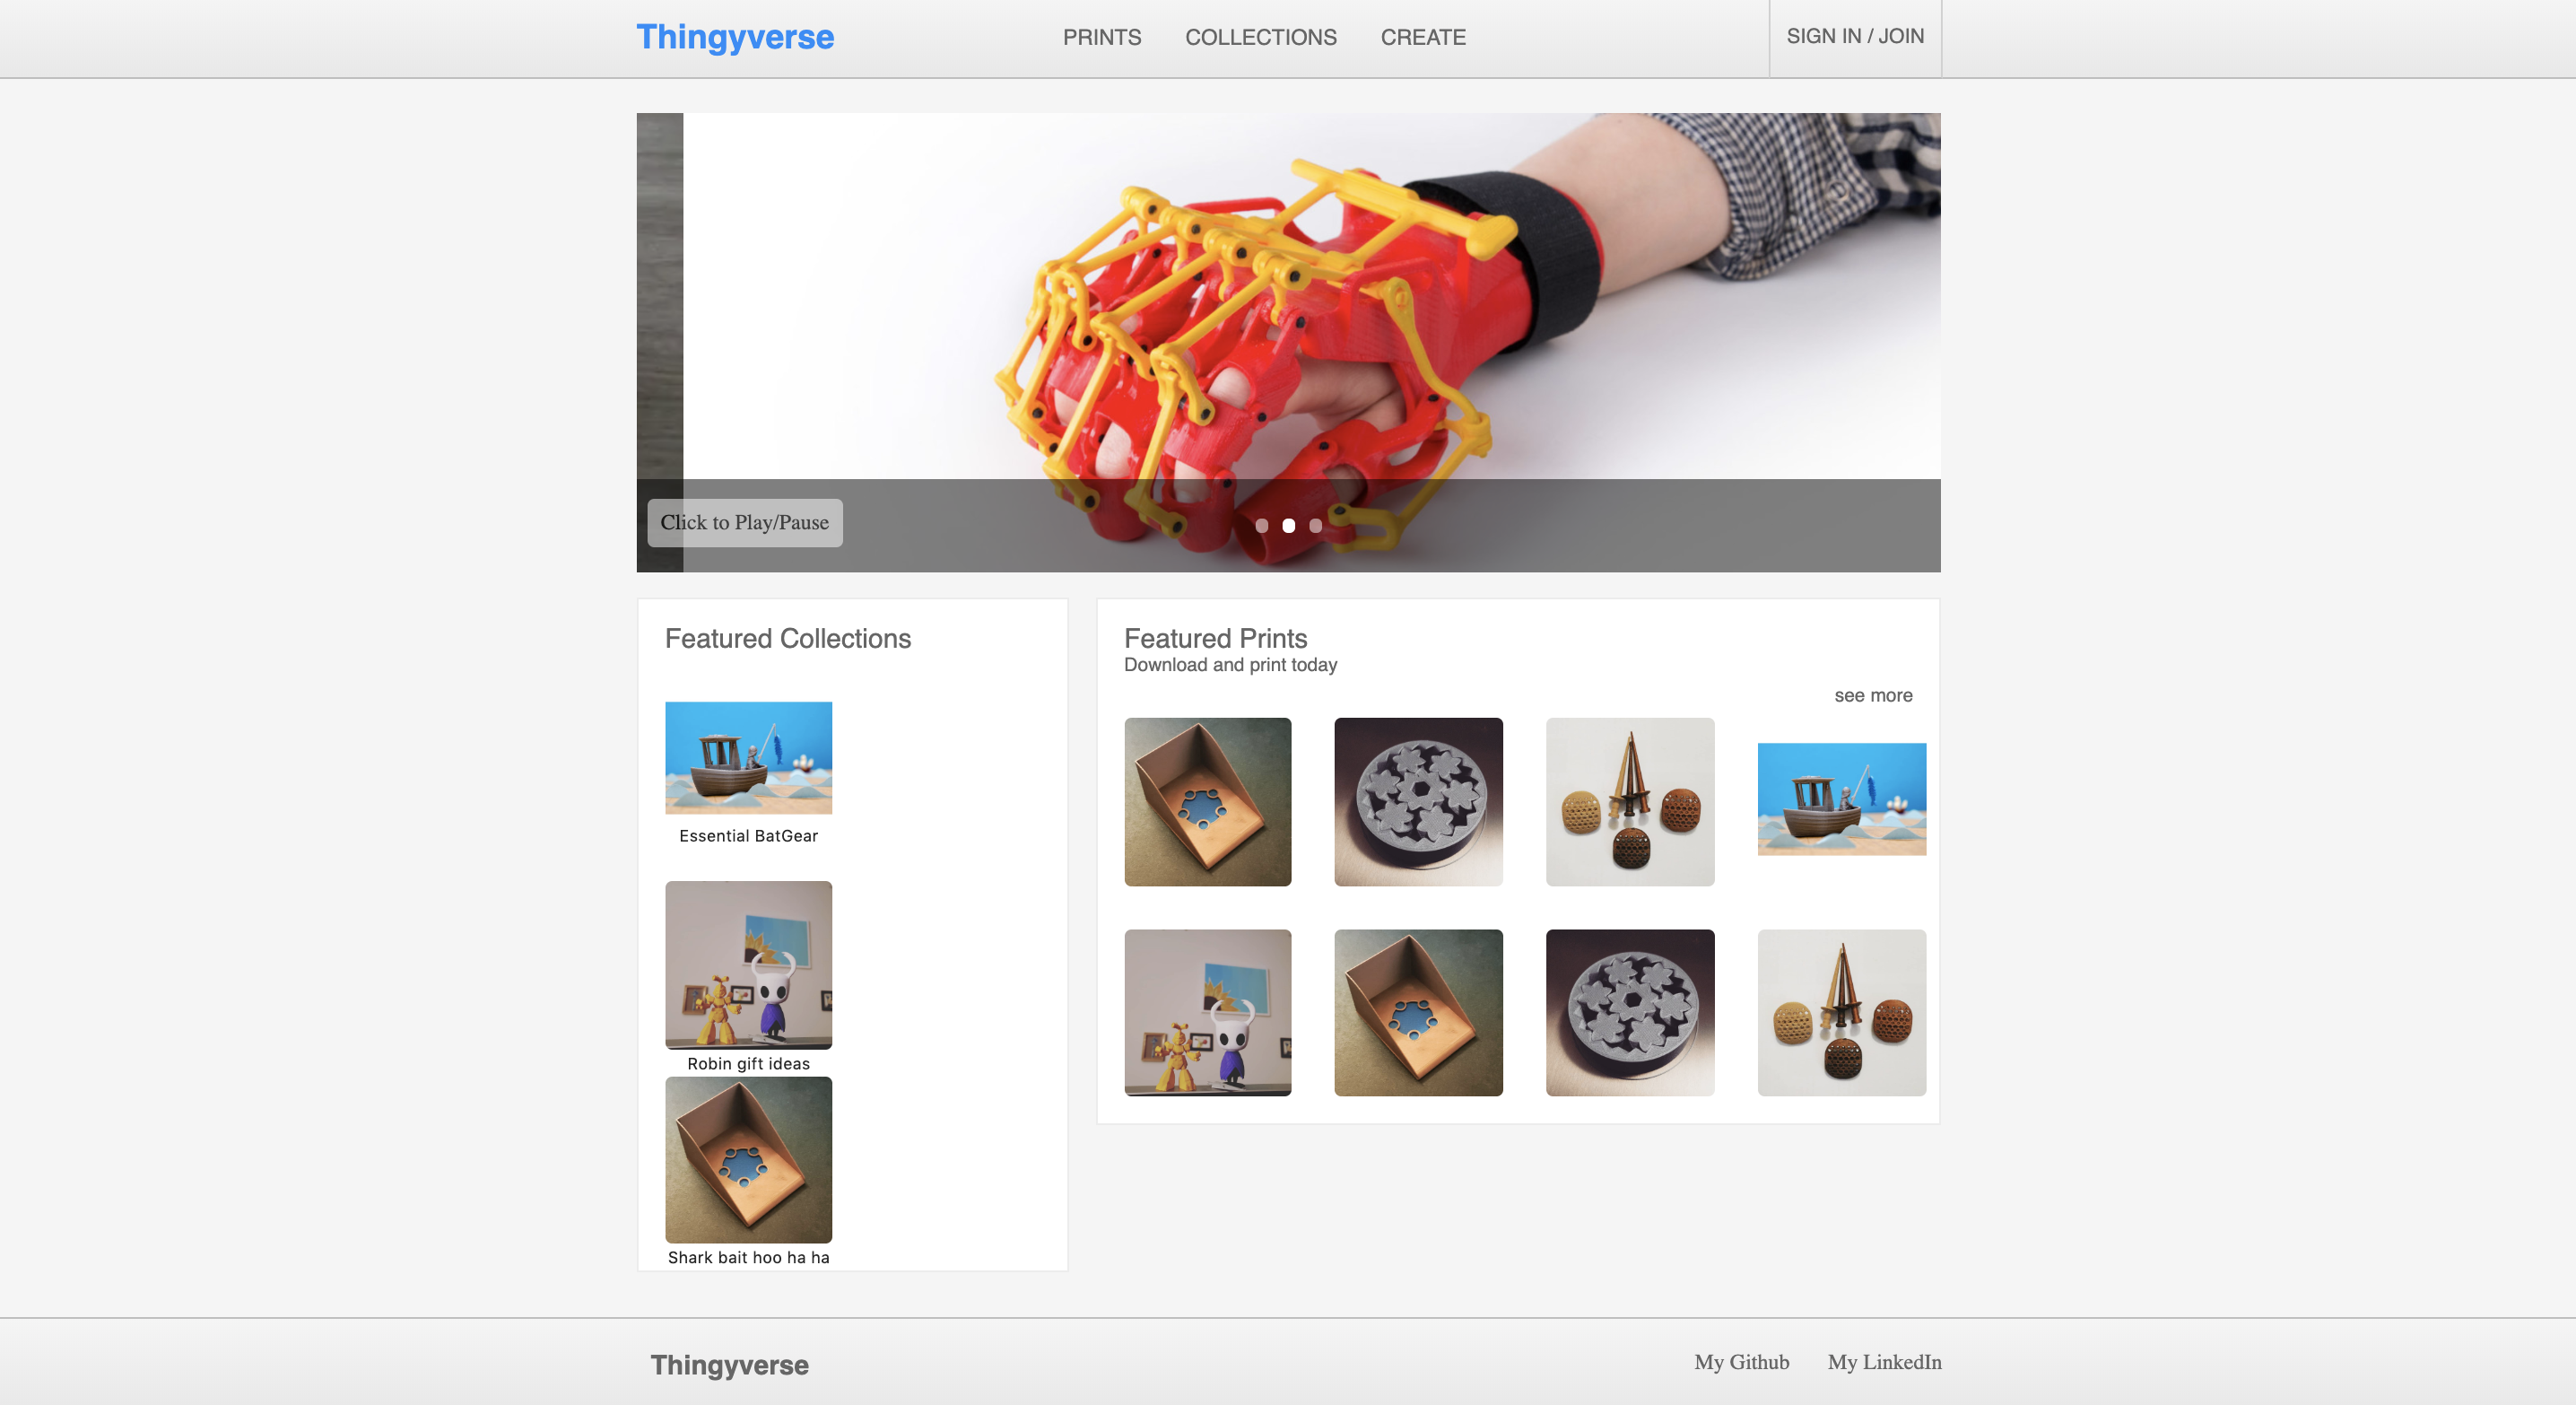 Thingyverse
PRINTS COLLECTIONS CREATE
SIGN IN / JOIN
Click to Play/Pause
Featured Collections
Essential BatGear
Robin gift ideas
Shark bait hoo ha ha
Featured Prints
Download and print today
see more
Thingyverse
My Github My LinkedIn